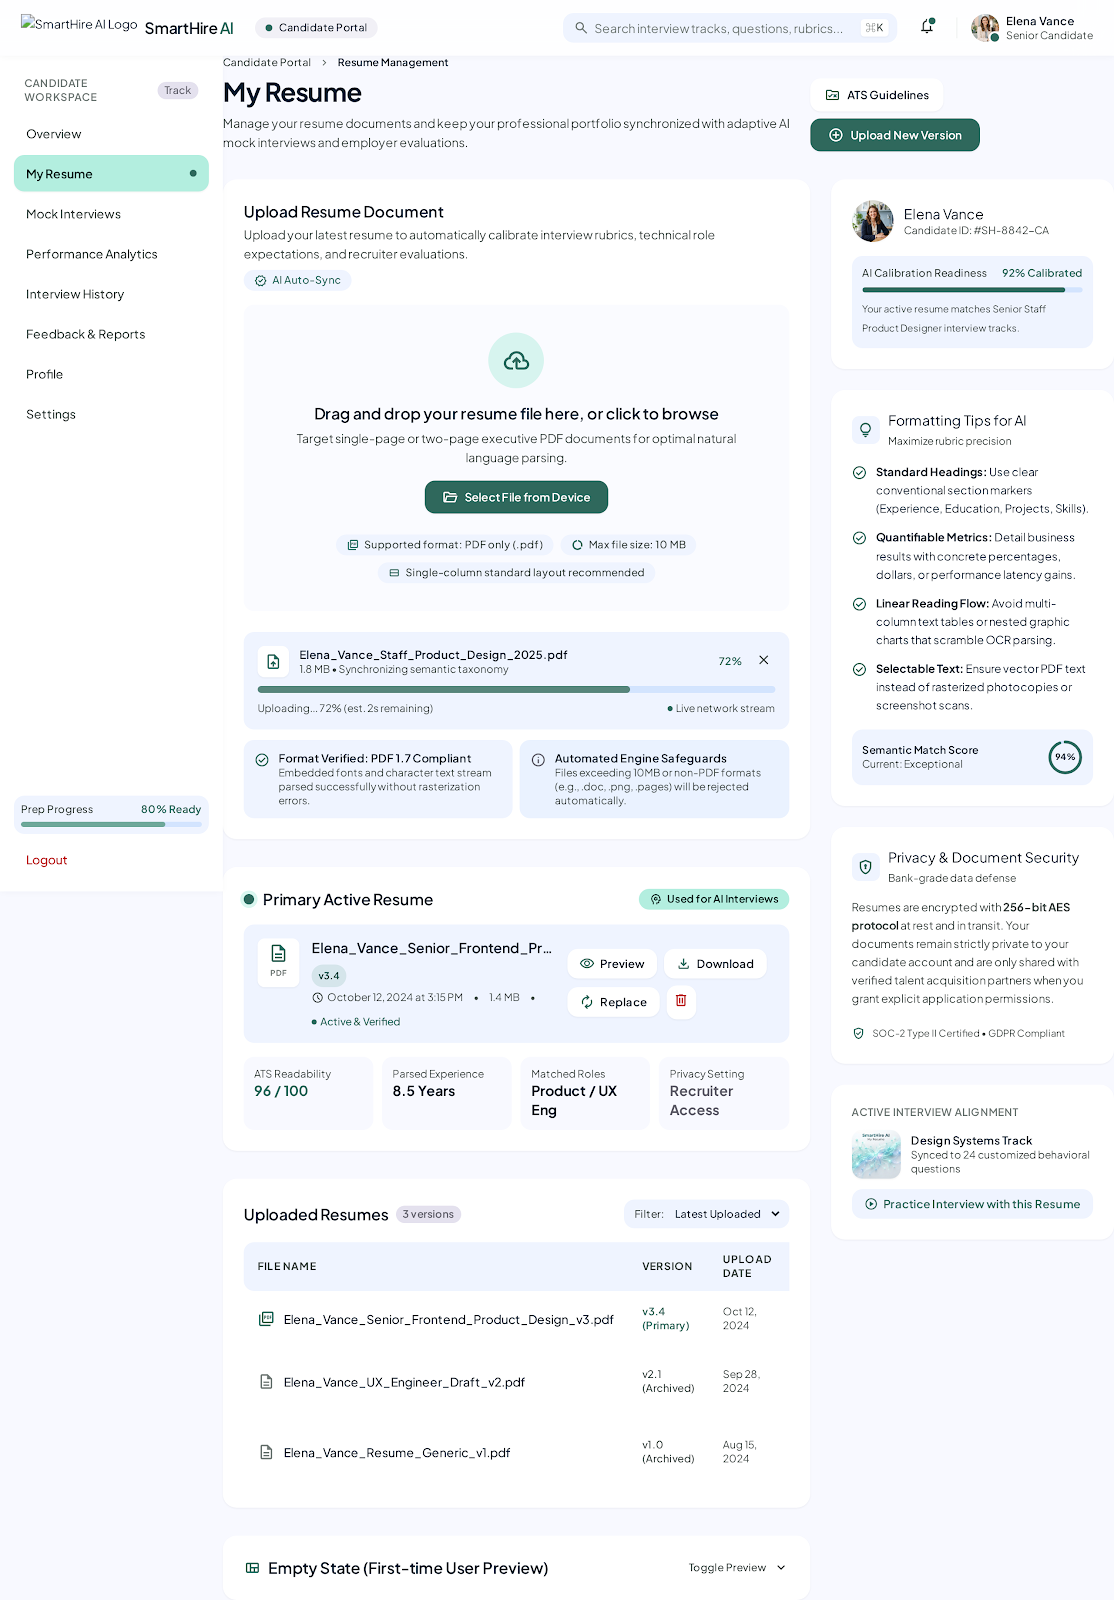 SmartHire AI Logo
SmartHire AI
Candidate Portal
Search interview tracks, questions, rubrics...
⌘K
Elena Vance
Senior Candidate
CANDIDATE
WORKSPACE
Track
Overview
My Resume
Mock Interviews
Performance Analytics
Interview History
Feedback & Reports
Profile
Settings
Prep Progress
80% Ready
Logout
Candidate Portal
Resume Management
My Resume
Manage your resume documents and keep your professional portfolio synchronized with adaptive AI
mock interviews and employer evaluations.
ATS Guidelines
Upload New Version
Upload Resume Document
Upload your latest resume to automatically calibrate interview rubrics, technical role
expectations, and recruiter evaluations.
AI Auto-Sync
Drag and drop your resume file here, or click to browse
Target single-page or two-page executive PDF documents for optimal natural
language parsing.
Select File from Device
Supported format: PDF only (.pdf)
Max file size: 10 MB
Single-column standard layout recommended
Elena_Vance_Staff_Product_Design_2025.pdf
1.8 MB • Synchronizing semantic taxonomy
72%
Uploading... 72% (est. 2s remaining)
Live network stream
Format Verified: PDF 1.7 Compliant
Embedded fonts and character text stream
parsed successfully without rasterization
errors.
Automated Engine Safeguards
Files exceeding 10MB or non-PDF formats
(e.g., .doc, .png, .pages) will be rejected
automatically.
Primary Active Resume
Used for AI Interviews
PDF
Elena_Vance_Senior_Frontend_Pr...
v3.4
October 12, 2024 at 3:15 PM • 1.4 MB •
Active & Verified
Preview
Download
Replace
ATS Readability
96 / 100
Parsed Experience
8.5 Years
Matched Roles
Product / UX
Eng
Privacy Setting
Recruiter
Access
Uploaded Resumes
3 versions
Filter:
Latest Uploaded
FILE NAME
VERSION
UPLOAD
DATE
Elena_Vance_Senior_Frontend_Product_Design_v3.pdf
v3.4
(Primary)
Oct 12,
2024
Elena_Vance_UX_Engineer_Draft_v2.pdf
v2.1
(Archived)
Sep 28,
2024
Elena_Vance_Resume_Generic_v1.pdf
v1.0
(Archived)
Aug 15,
2024
Empty State (First-time User Preview)
Toggle Preview
Elena Vance
Candidate ID: #SH-8842-CA
AI Calibration Readiness
92% Calibrated
Your active resume matches Senior Staff
Product Designer interview tracks.
Formatting Tips for AI
Maximize rubric precision
Standard Headings: Use clear
conventional section markers
(Experience, Education, Projects, Skills).
Quantifiable Metrics: Detail business
results with concrete percentages,
dollars, or performance latency gains.
Linear Reading Flow: Avoid multi-
column text tables or nested graphic
charts that scramble OCR parsing.
Selectable Text: Ensure vector PDF text
instead of rasterized photocopies or
screenshot scans.
Semantic Match Score
Current: Exceptional
94%
Privacy & Document Security
Bank-grade data defense
Resumes are encrypted with 256-bit AES
protocol at rest and in transit. Your
documents remain strictly private to your
candidate account and are only shared with
verified talent acquisition partners when you
grant explicit application permissions.
SOC-2 Type II Certified • GDPR Compliant
ACTIVE INTERVIEW ALIGNMENT
SmartHire AI
Design Systems Track
Synced to 24 customized behavioral
questions
Practice Interview with this Resume